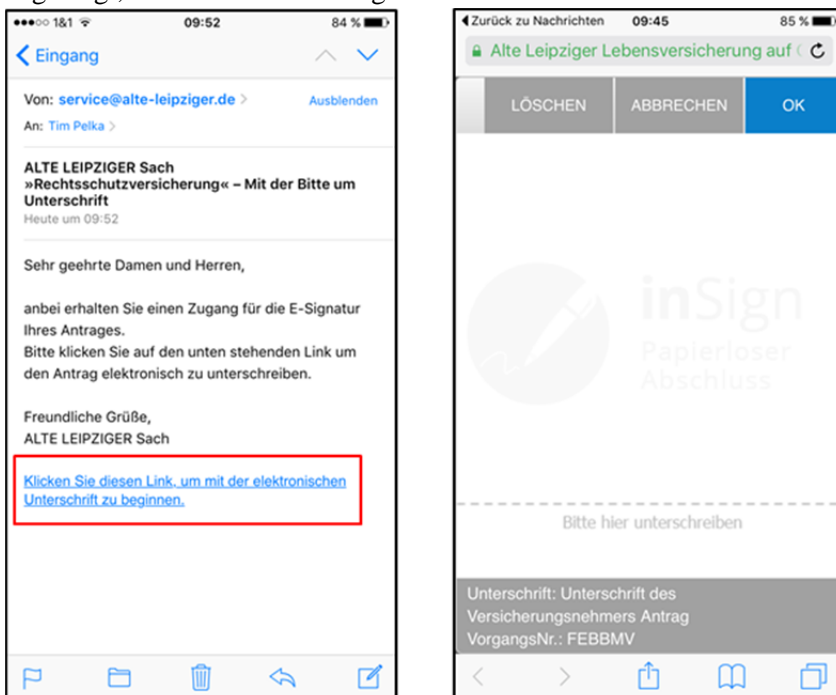 1&1
09:52
84 %
Eingang
Von: service@alte-leipziger.de
Ausblenden
An: Tim Pelka
ALTE LEIPZIGER Sach
»Rechtsschutzversicherung« – Mit der Bitte um
Unterschrift
Heute um 09:52
Sehr geehrte Damen und Herren,
anbei erhalten Sie einen Zugang für die E-Signatur
Ihres Antrages.
Bitte klicken Sie auf den unten stehenden Link um
den Antrag elektronisch zu unterschreiben.
Freundliche Grüße,
ALTE LEIPZIGER Sach
Klicken Sie diesen Link, um mit der elektronischen
Unterschrift zu beginnen.
Zurück zu Nachrichten
09:45
85 %
Alte Leipziger Lebensversicherung auf
LÖSCHEN
ABBRECHEN
OK
inSign
Papierloser
Abschluss
Bitte hier unterschreiben
Unterschrift: Unterschrift des
Versicherungsnehmers Antrag
VorgangsNr.: FEBBMV